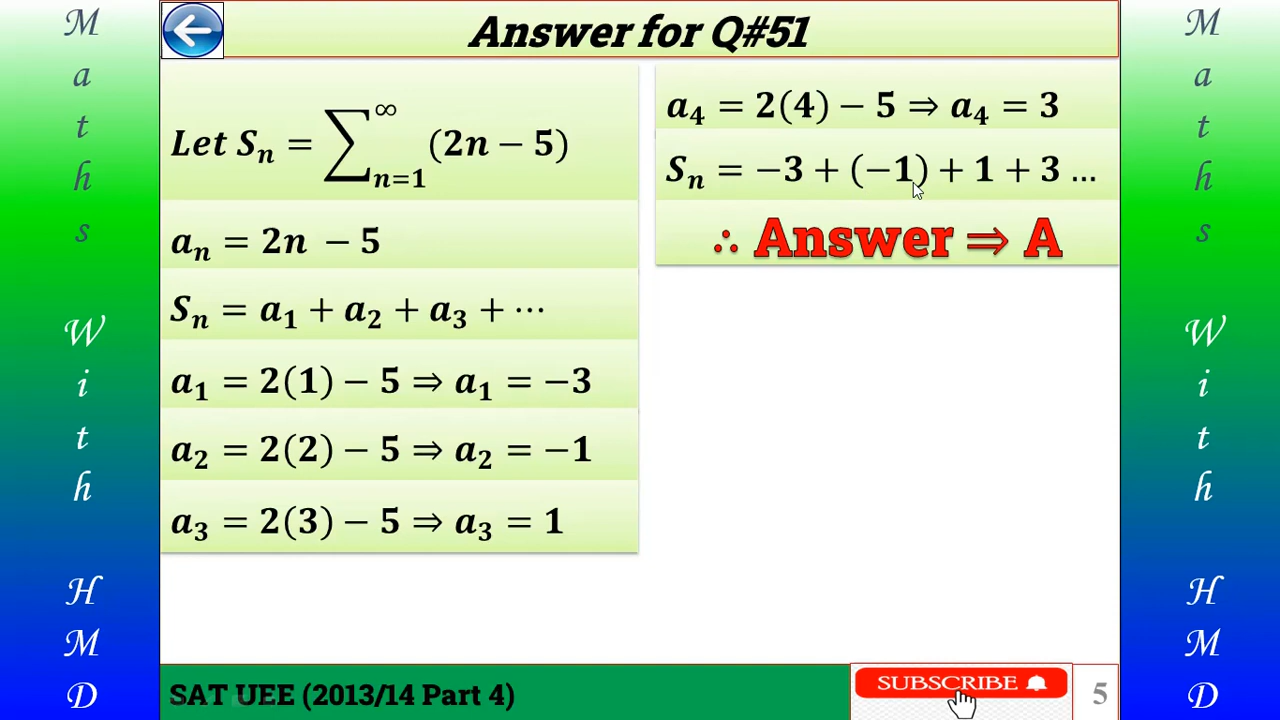 Answer for Q#51
Let Sₙ = ∑ₙ₌₁^∞ (2n − 5)
aₙ = 2n − 5
Sₙ = a₁ + a₂ + a₃ + ⋯
a₁ = 2(1) − 5 ⇒ a₁ = −3
a₂ = 2(2) − 5 ⇒ a₂ = −1
a₃ = 2(3) − 5 ⇒ a₃ = 1
a₄ = 2(4) − 5 ⇒ a₄ = 3
Sₙ = −3 + (−1) + 1 + 3 ...
∴ Answer ⇒ A
Maths With HMD
Maths With HMD
SAT UEE (2013/14 Part 4)
SUBSCRIBE
5